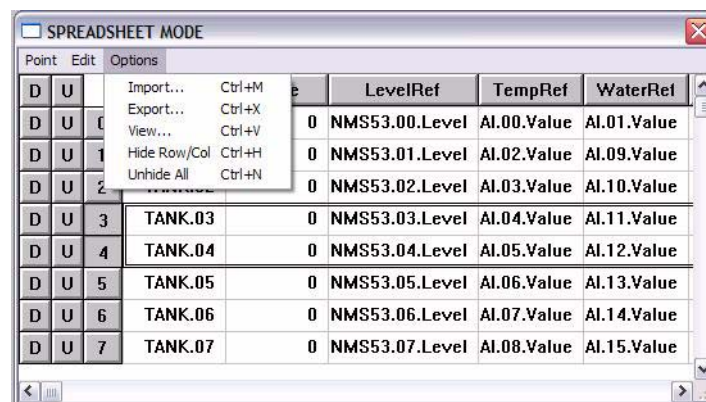 SPREADSHEET MODE
Point Edit Options
D U LevelRef TempRef WaterRef
Import... Ctrl+M
Export... Ctrl+X
View... Ctrl+V
Hide Row/Col Ctrl+H
Unhide All Ctrl+N
D U 0 NMS53.00.Level AI.00.Value AI.01.Value
D U 1 0 NMS53.01.Level AI.02.Value AI.09.Value
D U 2 0 NMS53.02.Level AI.03.Value AI.10.Value
D U 3 TANK.03 0 NMS53.03.Level AI.04.Value AI.11.Value
D U 4 TANK.04 0 NMS53.04.Level AI.05.Value AI.12.Value
D U 5 TANK.05 0 NMS53.05.Level AI.06.Value AI.13.Value
D U 6 TANK.06 0 NMS53.06.Level AI.07.Value AI.14.Value
D U 7 TANK.07 0 NMS53.07.Level AI.08.Value AI.15.Value